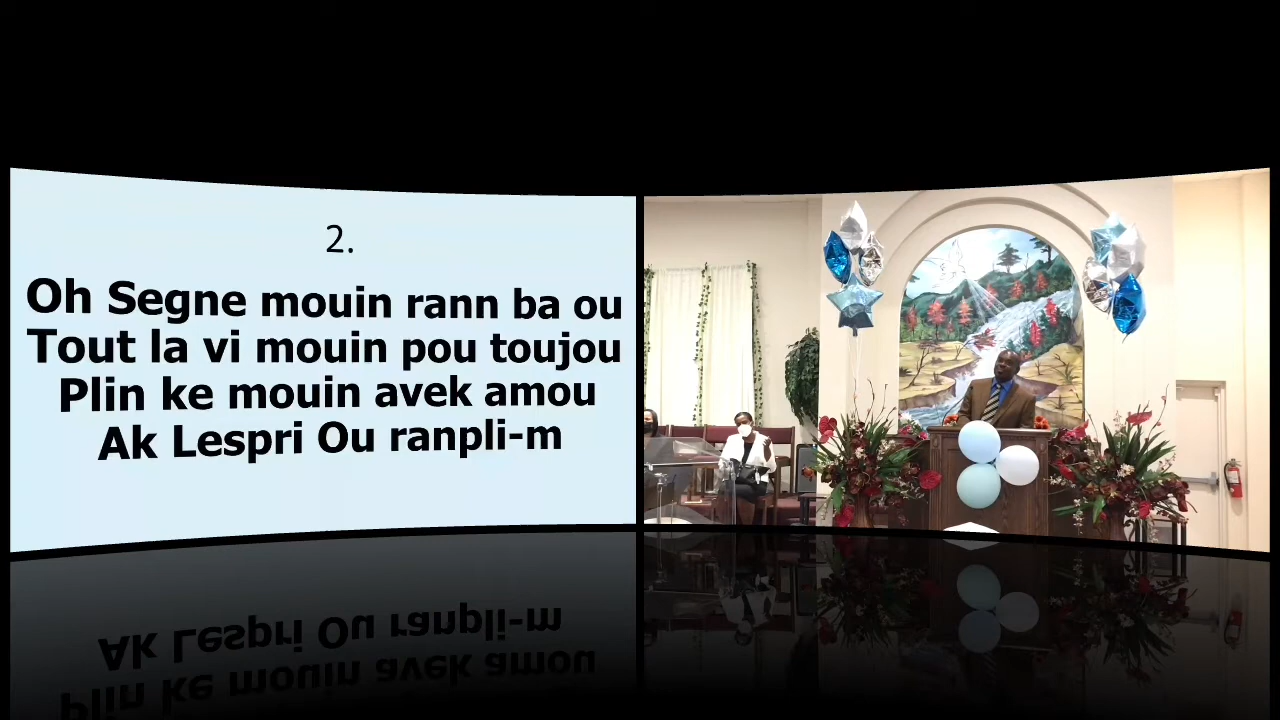 2.
Oh Segne mouin rann ba ou
Tout la vi mouin pou toujou
Plin ke mouin avek amou
Ak Lespri Ou ranpli-m